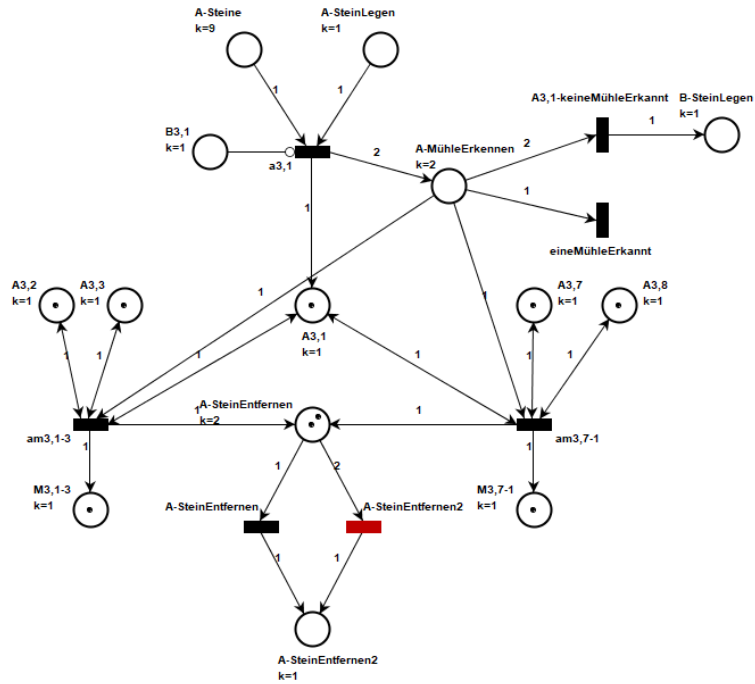 A-Steine
k=9
A-SteinLegen
k=1
1
1
A3,1-keineMühleErkannt
B-SteinLegen
k=1
B3,1
k=1
a3,1
2
A-MühleErkennen
k=2
2
1
1
1
eineMühleErkannt
A3,2
k=1
A3,3
k=1
1
1
A3,7
k=1
A3,8
k=1
A3,1
k=1
1
1
1
1
1
1
1
A-SteinEntfernen
k=2
1
am3,1-3
am3,7-1
1
1
M3,1-3
k=1
1
2
M3,7-1
k=1
A-SteinEntfernen
A-SteinEntfernen2
1
1
A-SteinEntfernen2
k=1